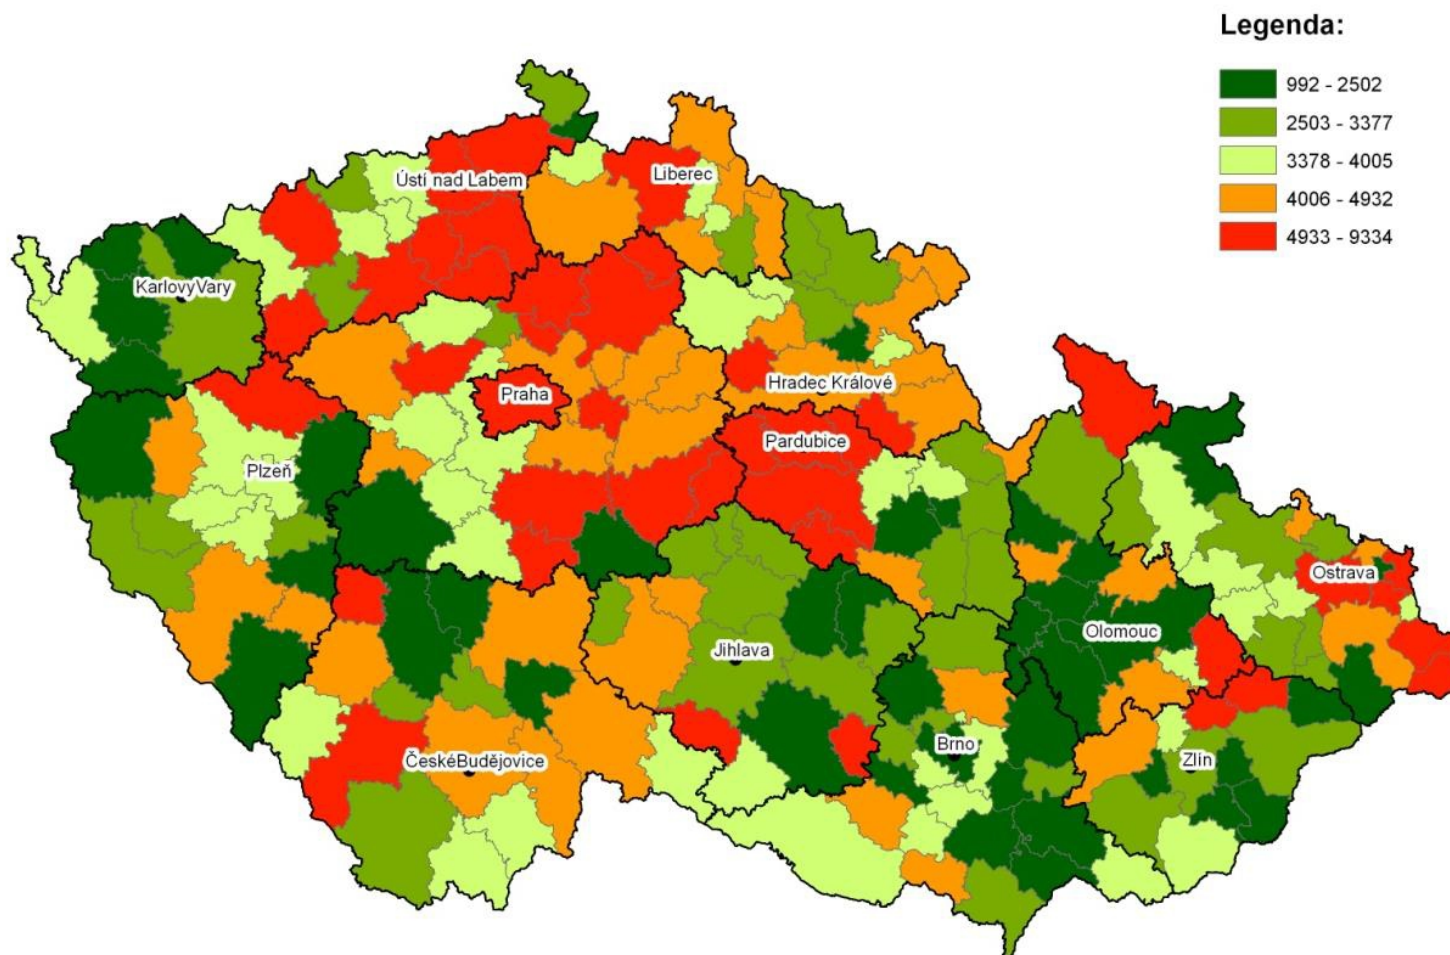 Legenda:
992 - 2502
2503 - 3377
3378 - 4005
4006 - 4932
4933 - 9334
Liberec
Ústí nad Labem
KarlovyVary
Hradec Králové
Praha
Pardubice
Plzeň
Ostrava
Olomouc
Jihlava
Brno
Zlín
ČeskéBudějovice